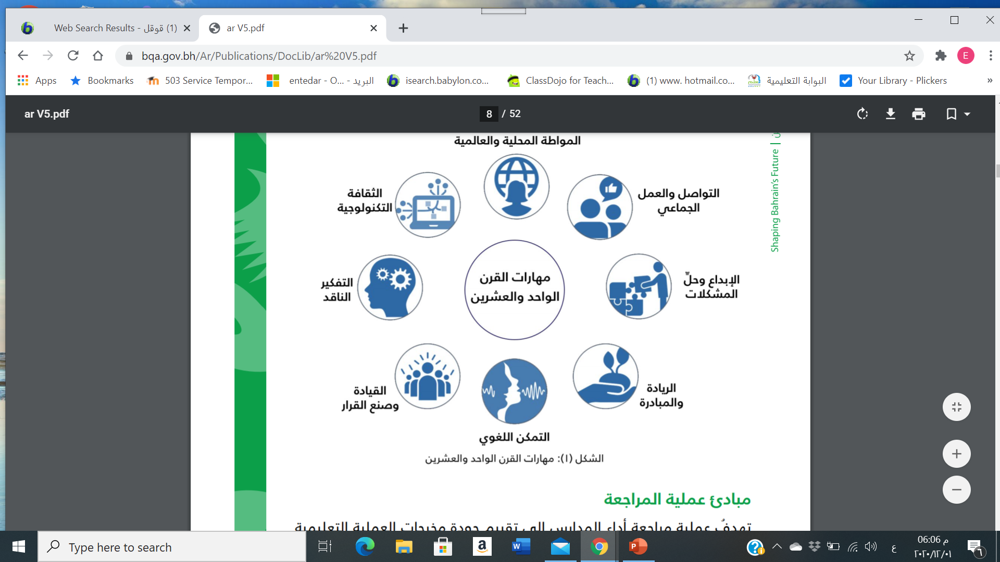 Web Search Results - قوقل (1)
ar V5.pdf
bqa.gov.bh/Ar/Publications/DocLib/ar%20V5.pdf
E
Apps
Bookmarks
503 Service Tempor...
entedar - O... - البريد
isearch.babylon.co...
ClassDojo for Teach...
(1) www. hotmail.co...
البوابة التعليمية
Your Library - Plickers
»
ar V5.pdf
8 / 52
Shaping Bahrain's Future |
المواطة المحلية والعالمية
التواصل والعمل
الجماعي
الثقافة
التكنولوجية
الإبداع وحلِّ
المشكلات
مهارات القرن
الواحد والعشرين
التفكير
الناقد
الريادة
والمبادرة
القيادة
وصنع القرار
التمكن اللغوي
الشكل (١): مهارات القرن الواحد والعشرين
مبادئ عملية المراجعة
تهدفُ عملية مراجعة أداء المدارس إلى تقييم جودة مخرجات العملية التعليمية
Type here to search
ع
06:06 م
٢٠٢٠/١٢/٠١
٦